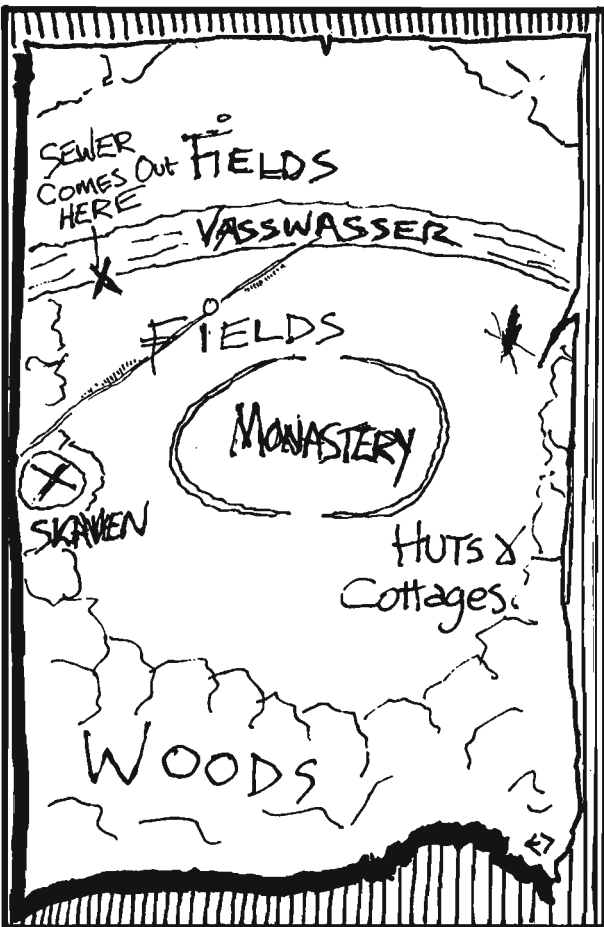 SEWER
COMES OUT
HERE
FIELDS
VASSWASSER
FIELDS
MONASTERY
SKAVEN
HUTS &
Cottages.
WOODS